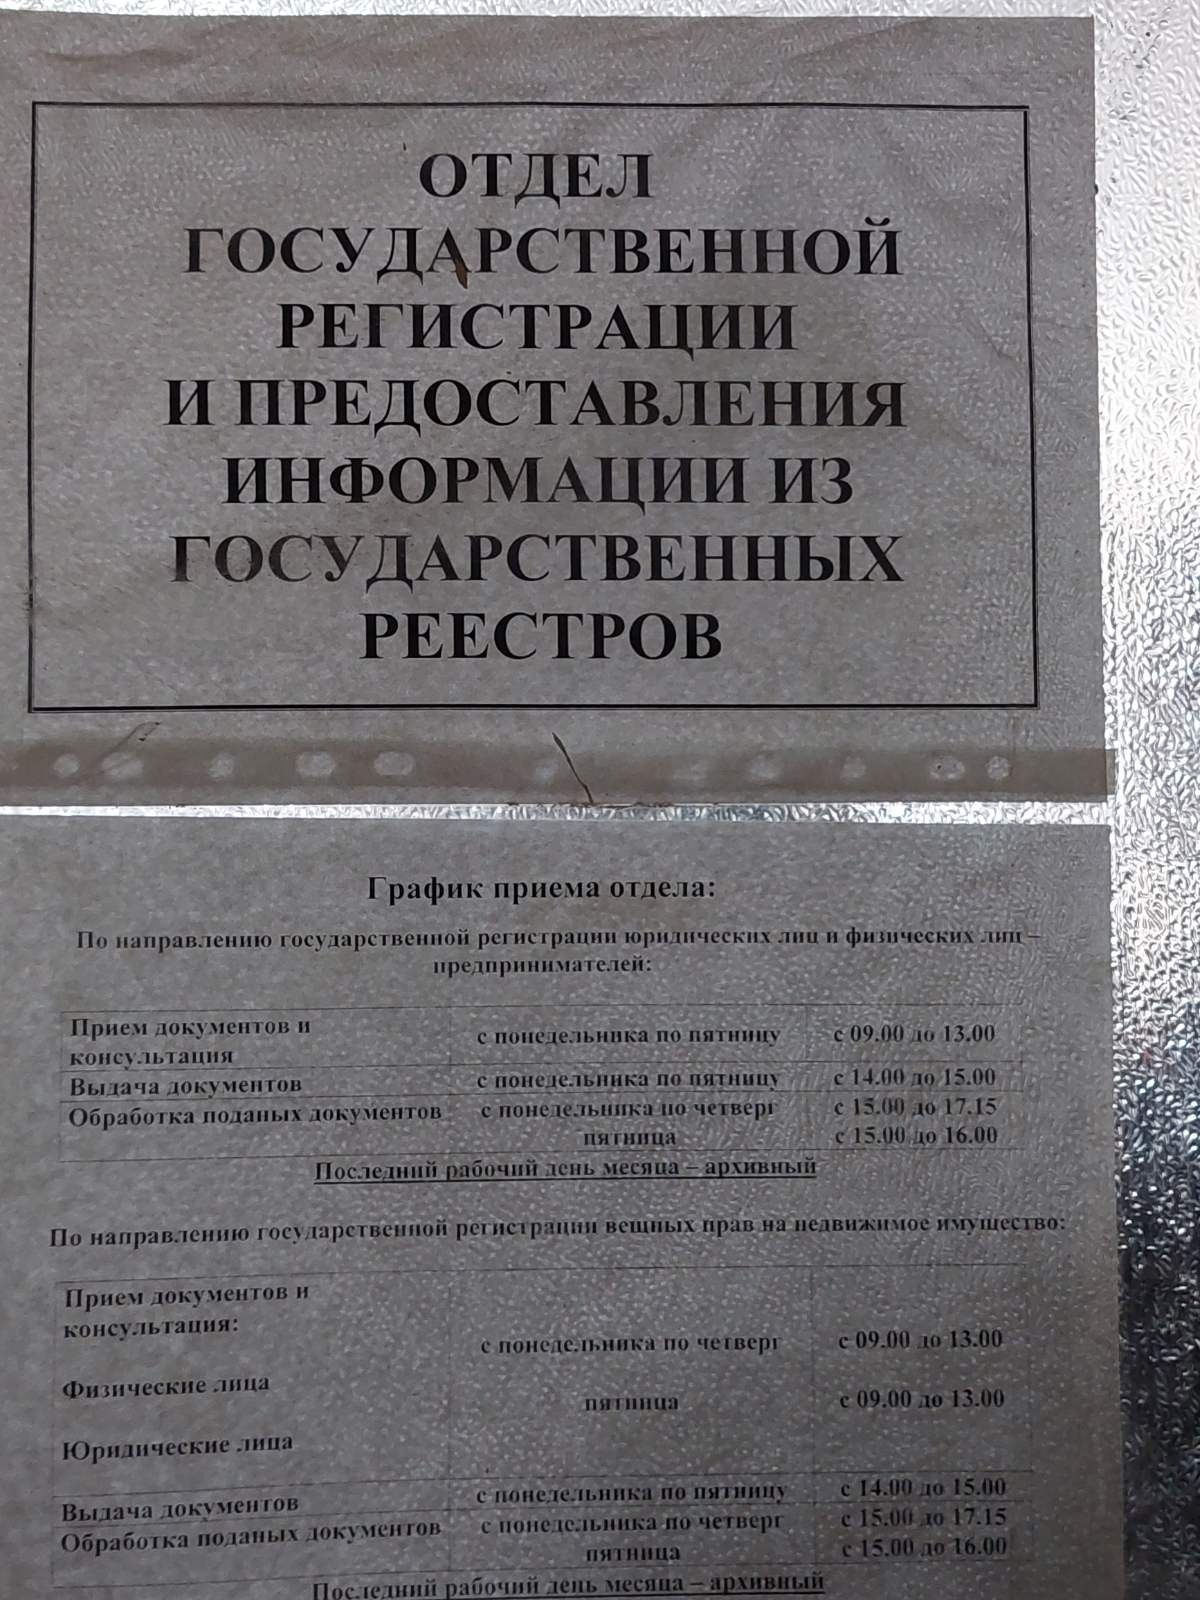 ОТДЕЛ
ГОСУДАРСТВЕННОЙ
РЕГИСТРАЦИИ
И ПРЕДОСТАВЛЕНИЯ
ИНФОРМАЦИИ ИЗ
ГОСУДАРСТВЕННЫХ
РЕЕСТРОВ
График приема отдела:
По направлению государственной регистрации юридических лиц и физических лиц –
предпринимателей:
Прием документов и
консультация
с понедельника по пятницу
с 09.00 до 13.00
Выдача документов
с понедельника по пятницу
с 14.00 до 15.00
Обработка поданых документов
с понедельника по четверг
с 15.00 до 17.15
пятница
с 15.00 до 16.00
Последний рабочий день месяца – архивный
По направлению государственной регистрации вещных прав на недвижимое имущество:
Прием документов и
консультация:
с понедельника по четверг
с 09.00 до 13.00
Физические лица
пятница
с 09.00 до 13.00
Юридические лица
Выдача документов
с понедельника по пятницу
с 14.00 до 15.00
Обработка поданых документов
с понедельника по четверг
с 15.00 до 17.15
пятница
с 15.00 до 16.00
Последний рабочий день месяца – архивный